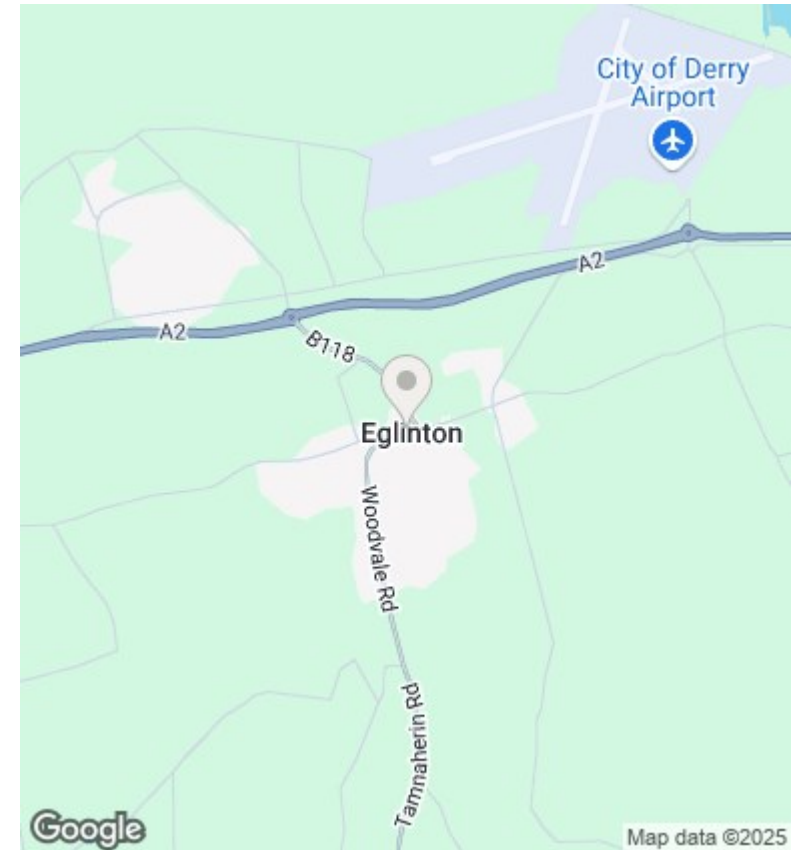 City of Derry
Airport
A2
A2
B118
Eglinton
Woodvale Rd
Tamnaherin Rd
Google
Map data ©2025